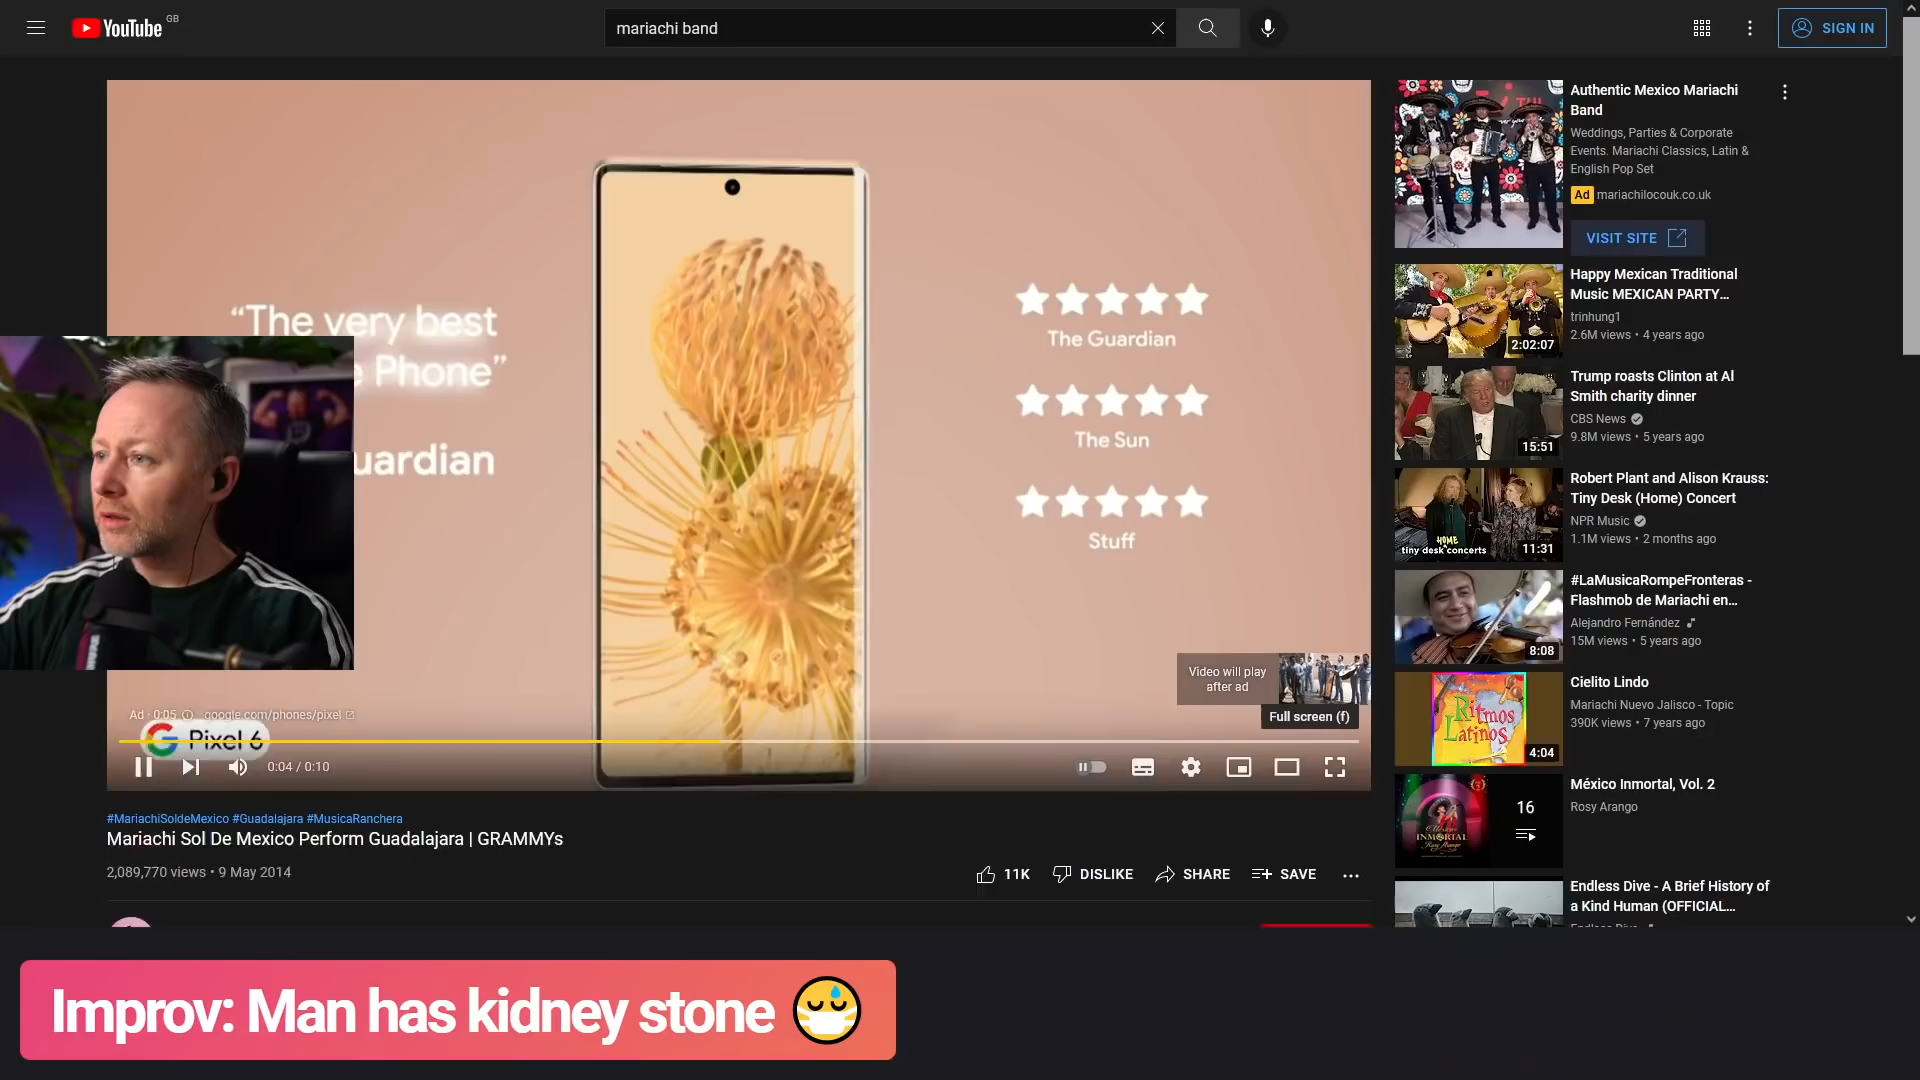 YouTube GB
mariachi band
SIGN IN
“The very best
e Phone”
uardian
The Guardian
The Sun
Stuff
Video will play
after ad
Full screen (f)
Ad · 0:05 google.com/phones/pixel
G Pixel 6
0:04 / 0:10
#MariachiSoldeMexico #Guadalajara #MusicaRanchera
Mariachi Sol De Mexico Perform Guadalajara | GRAMMYs
2,089,770 views • 9 May 2014
11K DISLIKE SHARE SAVE
Authentic Mexico Mariachi
Band
Weddings, Parties & Corporate
Events. Mariachi Classics, Latin &
English Pop Set
Ad mariachilocouk.co.uk
VISIT SITE
Happy Mexican Traditional
Music MEXICAN PARTY…
trinhung1
2.6M views • 4 years ago
2:02:07
Trump roasts Clinton at Al
Smith charity dinner
CBS News
9.8M views • 5 years ago
15:51
Robert Plant and Alison Krauss:
Tiny Desk (Home) Concert
NPR Music
1.1M views • 2 months ago
HOME
tiny desk concerts
11:31
#LaMusicaRompeFronteras -
Flashmob de Mariachi en…
Alejandro Fernández
15M views • 5 years ago
8:08
Cielito Lindo
Mariachi Nuevo Jalisco - Topic
390K views • 7 years ago
Ritmos
Latinos
4:04
México Inmortal, Vol. 2
Rosy Arango
16
México
INMORTAL
Rosy Arango
Endless Dive - A Brief History of
a Kind Human (OFFICIAL…
Improv: Man has kidney stone